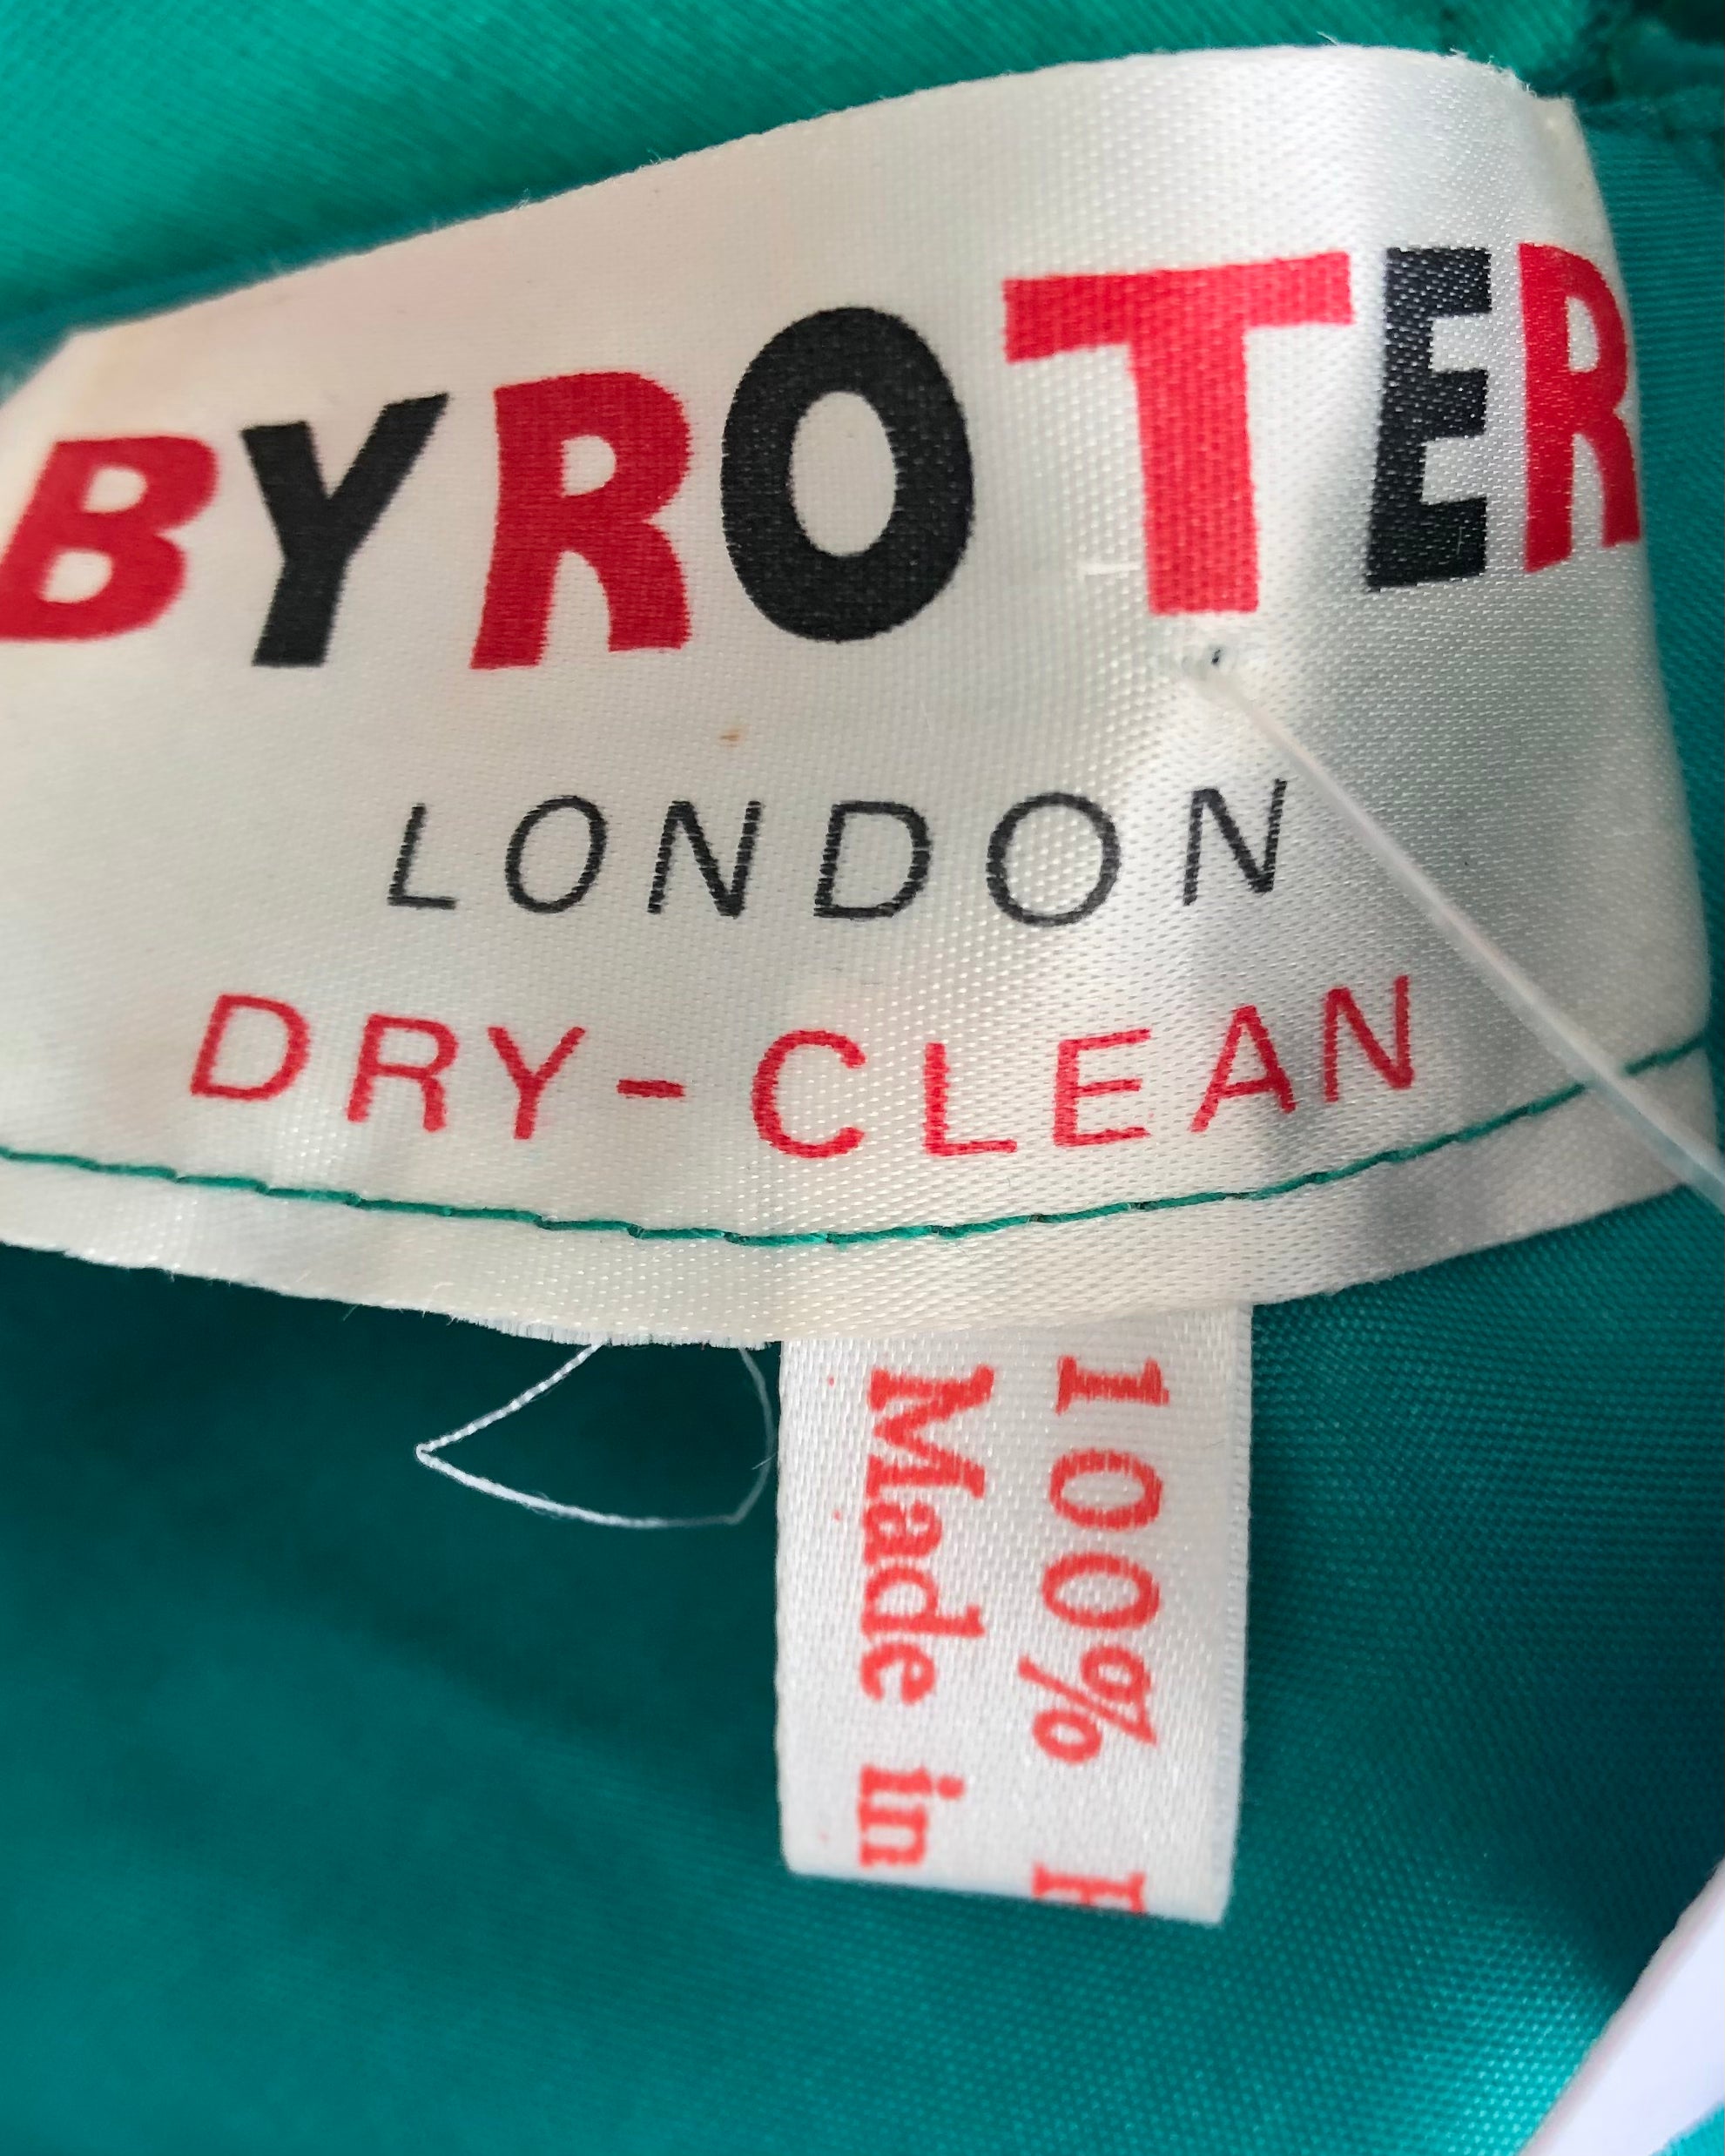 BYROTER
LONDON
DRY-CLEAN
100%
Made in